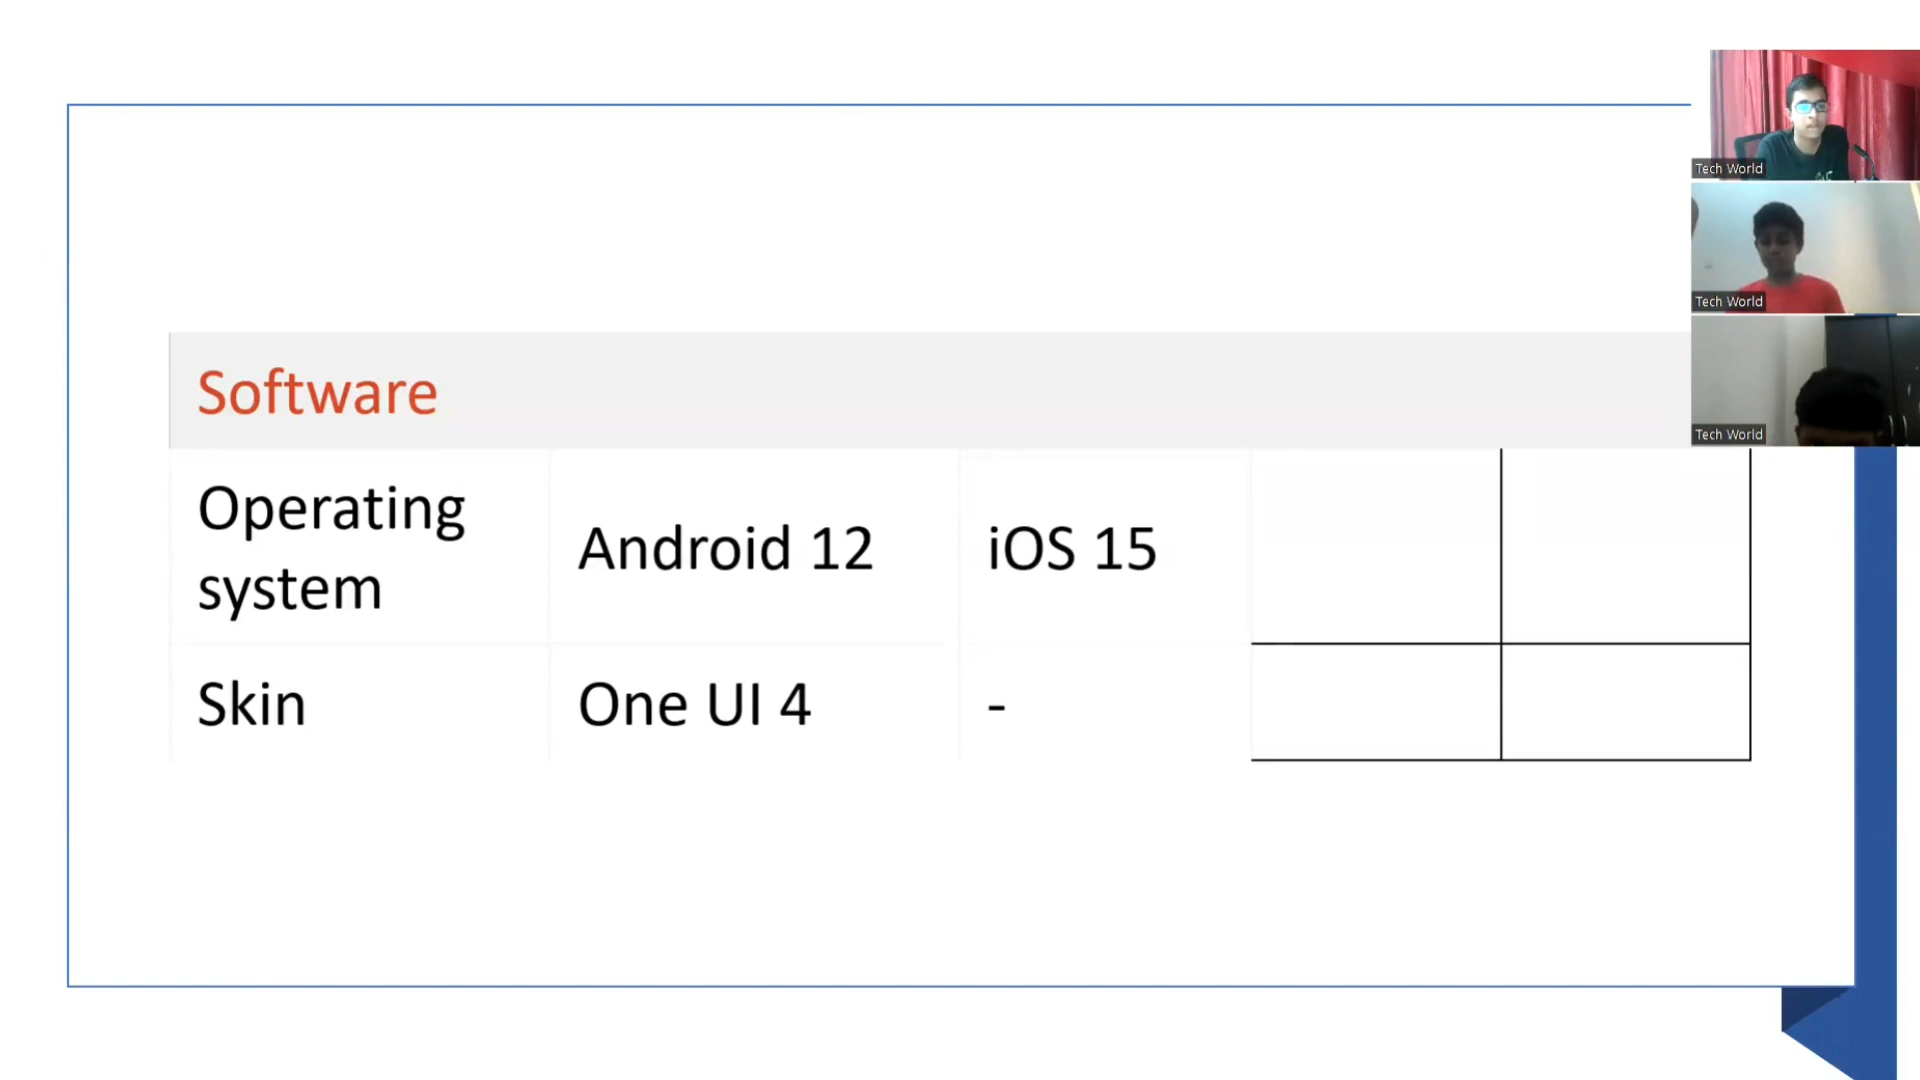 Tech World
Tech World
Tech World
Software
Operating
system
Android 12
iOS 15
Skin
One UI 4
-